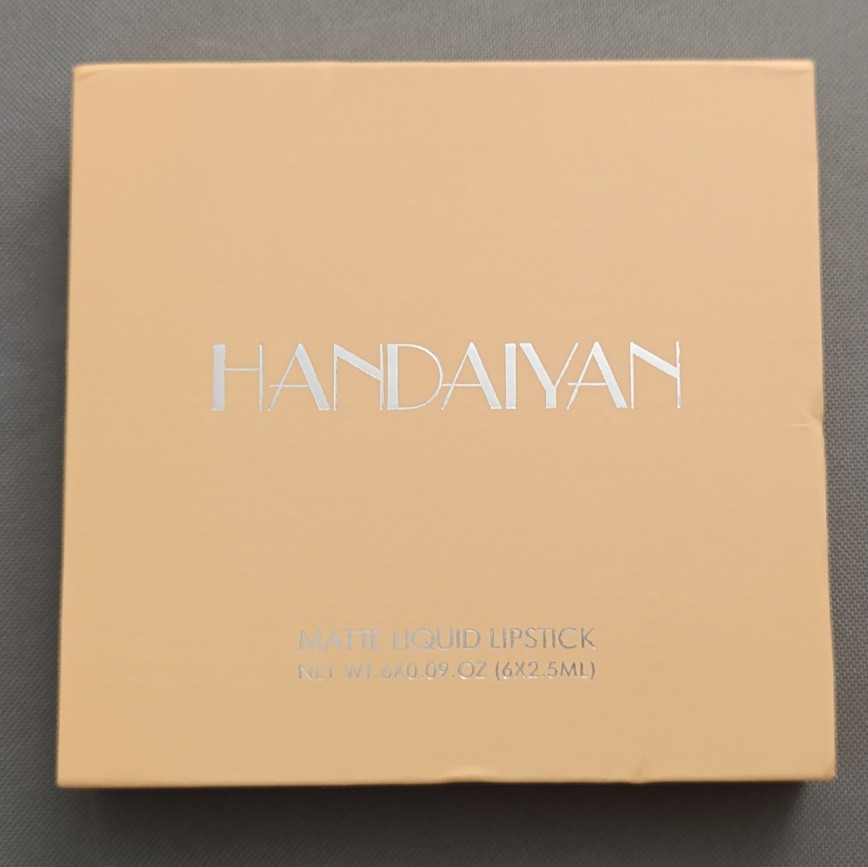 HANDAIYAN
MATTE LIQUID LIPSTICK
NET WT.6X0.09.OZ (6X2.5ML)